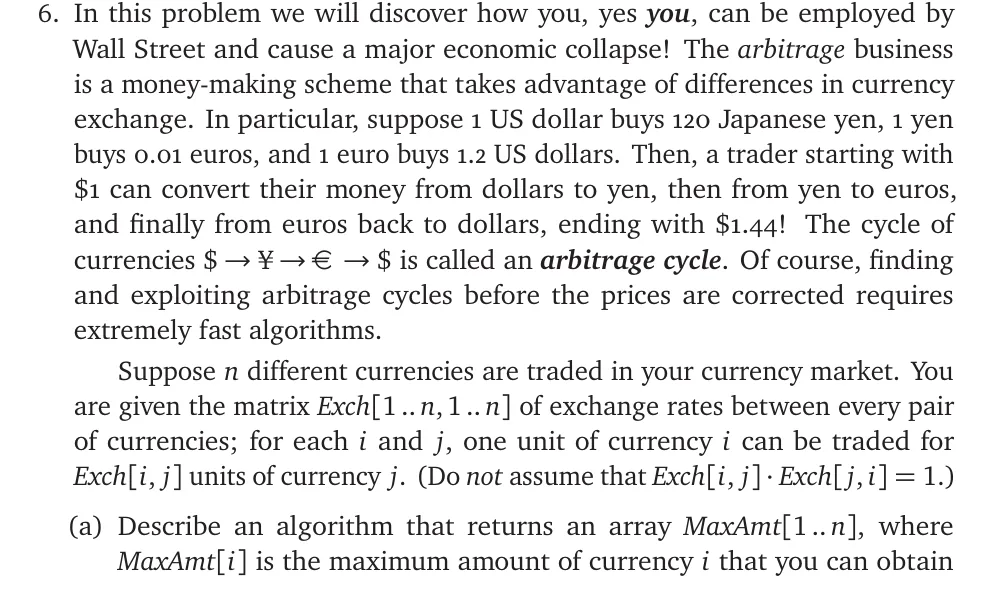 6. In this problem we will discover how you, yes you, can be employed by
Wall Street and cause a major economic collapse! The arbitrage business
is a money-making scheme that takes advantage of differences in currency
exchange. In particular, suppose 1 US dollar buys 120 Japanese yen, 1 yen
buys 0.01 euros, and 1 euro buys 1.2 US dollars. Then, a trader starting with
$1 can convert their money from dollars to yen, then from yen to euros,
and finally from euros back to dollars, ending with $1.44! The cycle of
currencies $ → ¥ → € → $ is called an arbitrage cycle. Of course, finding
and exploiting arbitrage cycles before the prices are corrected requires
extremely fast algorithms.
Suppose n different currencies are traded in your currency market. You
are given the matrix Exch[1 .. n, 1 .. n] of exchange rates between every pair
of currencies; for each i and j, one unit of currency i can be traded for
Exch[i, j] units of currency j. (Do not assume that Exch[i, j] · Exch[j, i] = 1.)
(a) Describe an algorithm that returns an array MaxAmt[1 .. n], where
MaxAmt[i] is the maximum amount of currency i that you can obtain